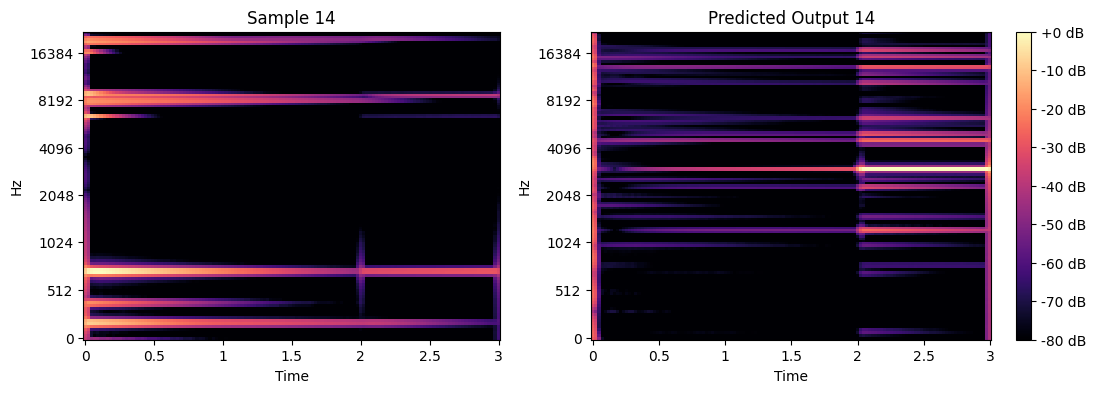 Sample 14
Predicted Output 14
Hz
16384
8192
4096
2048
1024
512
0
0
0.5
1
1.5
2
2.5
3
Time
Hz
16384
8192
4096
2048
1024
512
0
0
0.5
1
1.5
2
2.5
3
Time
+0 dB
-10 dB
-20 dB
-30 dB
-40 dB
-50 dB
-60 dB
-70 dB
-80 dB